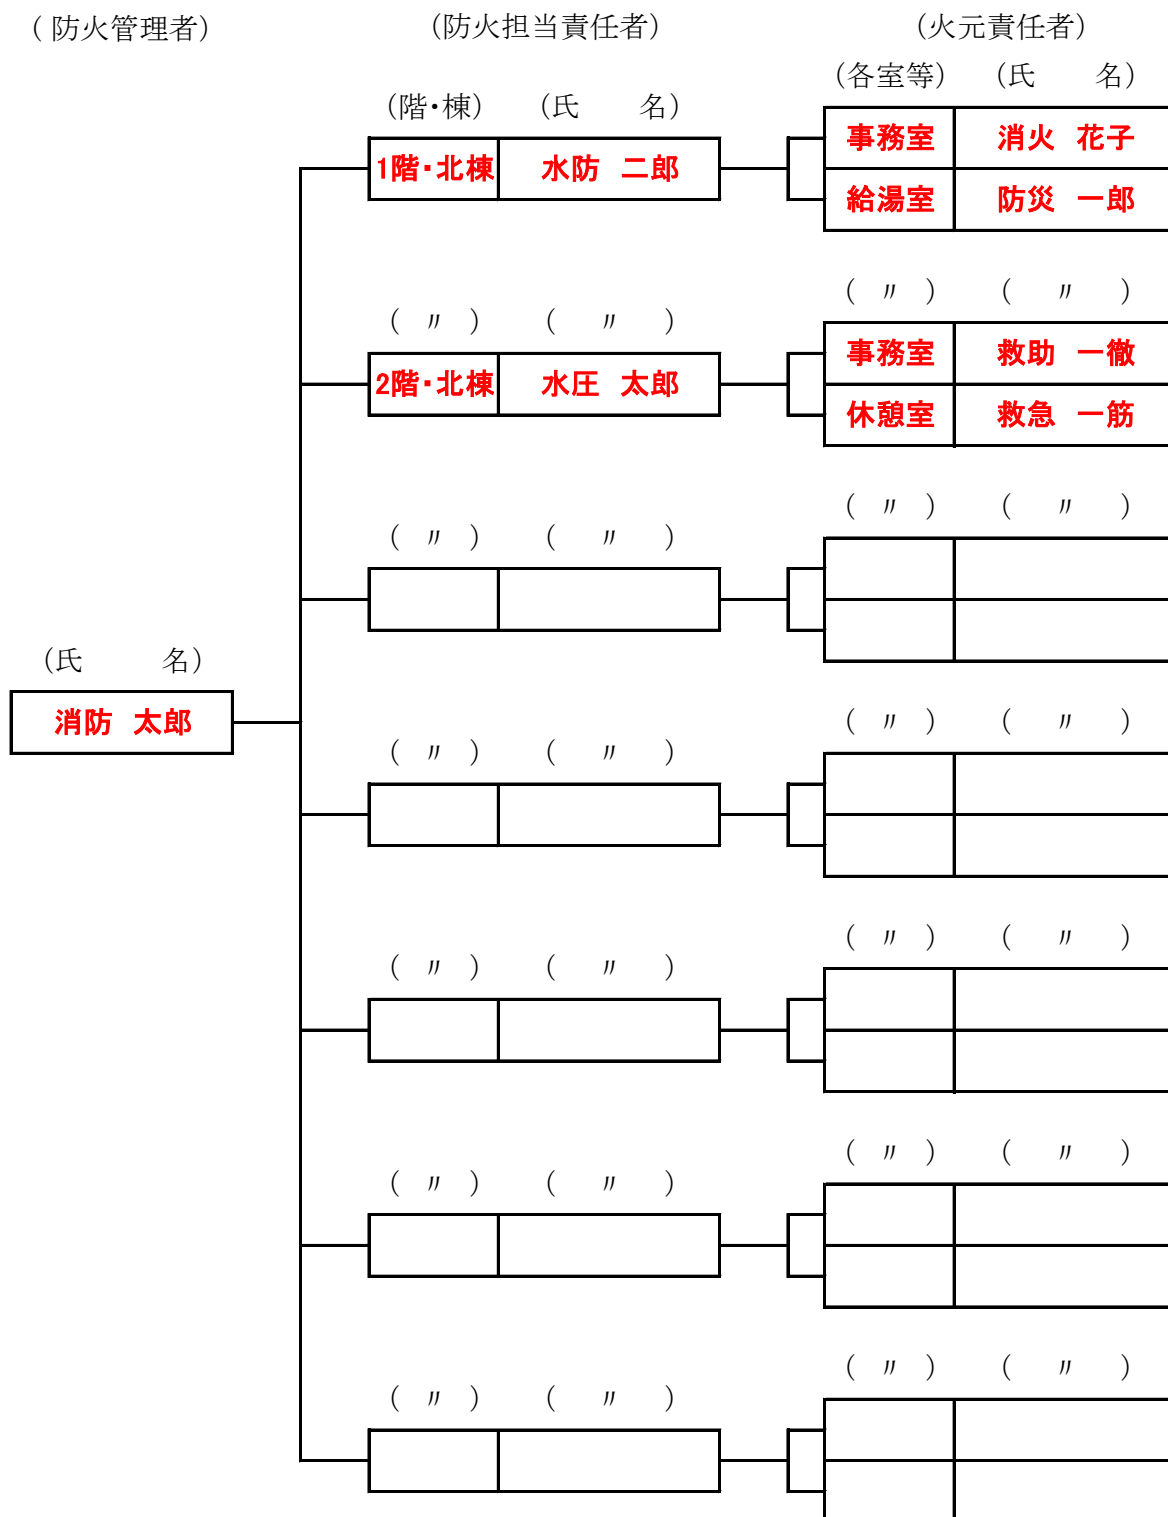 (防火管理者) (防火担当責任者) (火元責任者)
(各室等) (氏 名)
(階・棟) (氏 名)
事務室 消火 花子
1階・北棟 水防 二郎
給湯室 防災 一郎
( 〃 ) ( 〃 )
( 〃 ) ( 〃 )
事務室 救助 一徹
2階・北棟 水圧 太郎
休憩室 救急 一筋
( 〃 ) ( 〃 )
( 〃 ) ( 〃 )
(氏 名)
消防 太郎
( 〃 ) ( 〃 )
( 〃 ) ( 〃 )
( 〃 ) ( 〃 )
( 〃 ) ( 〃 )
( 〃 ) ( 〃 )
( 〃 ) ( 〃 )
( 〃 ) ( 〃 )
( 〃 ) ( 〃 )